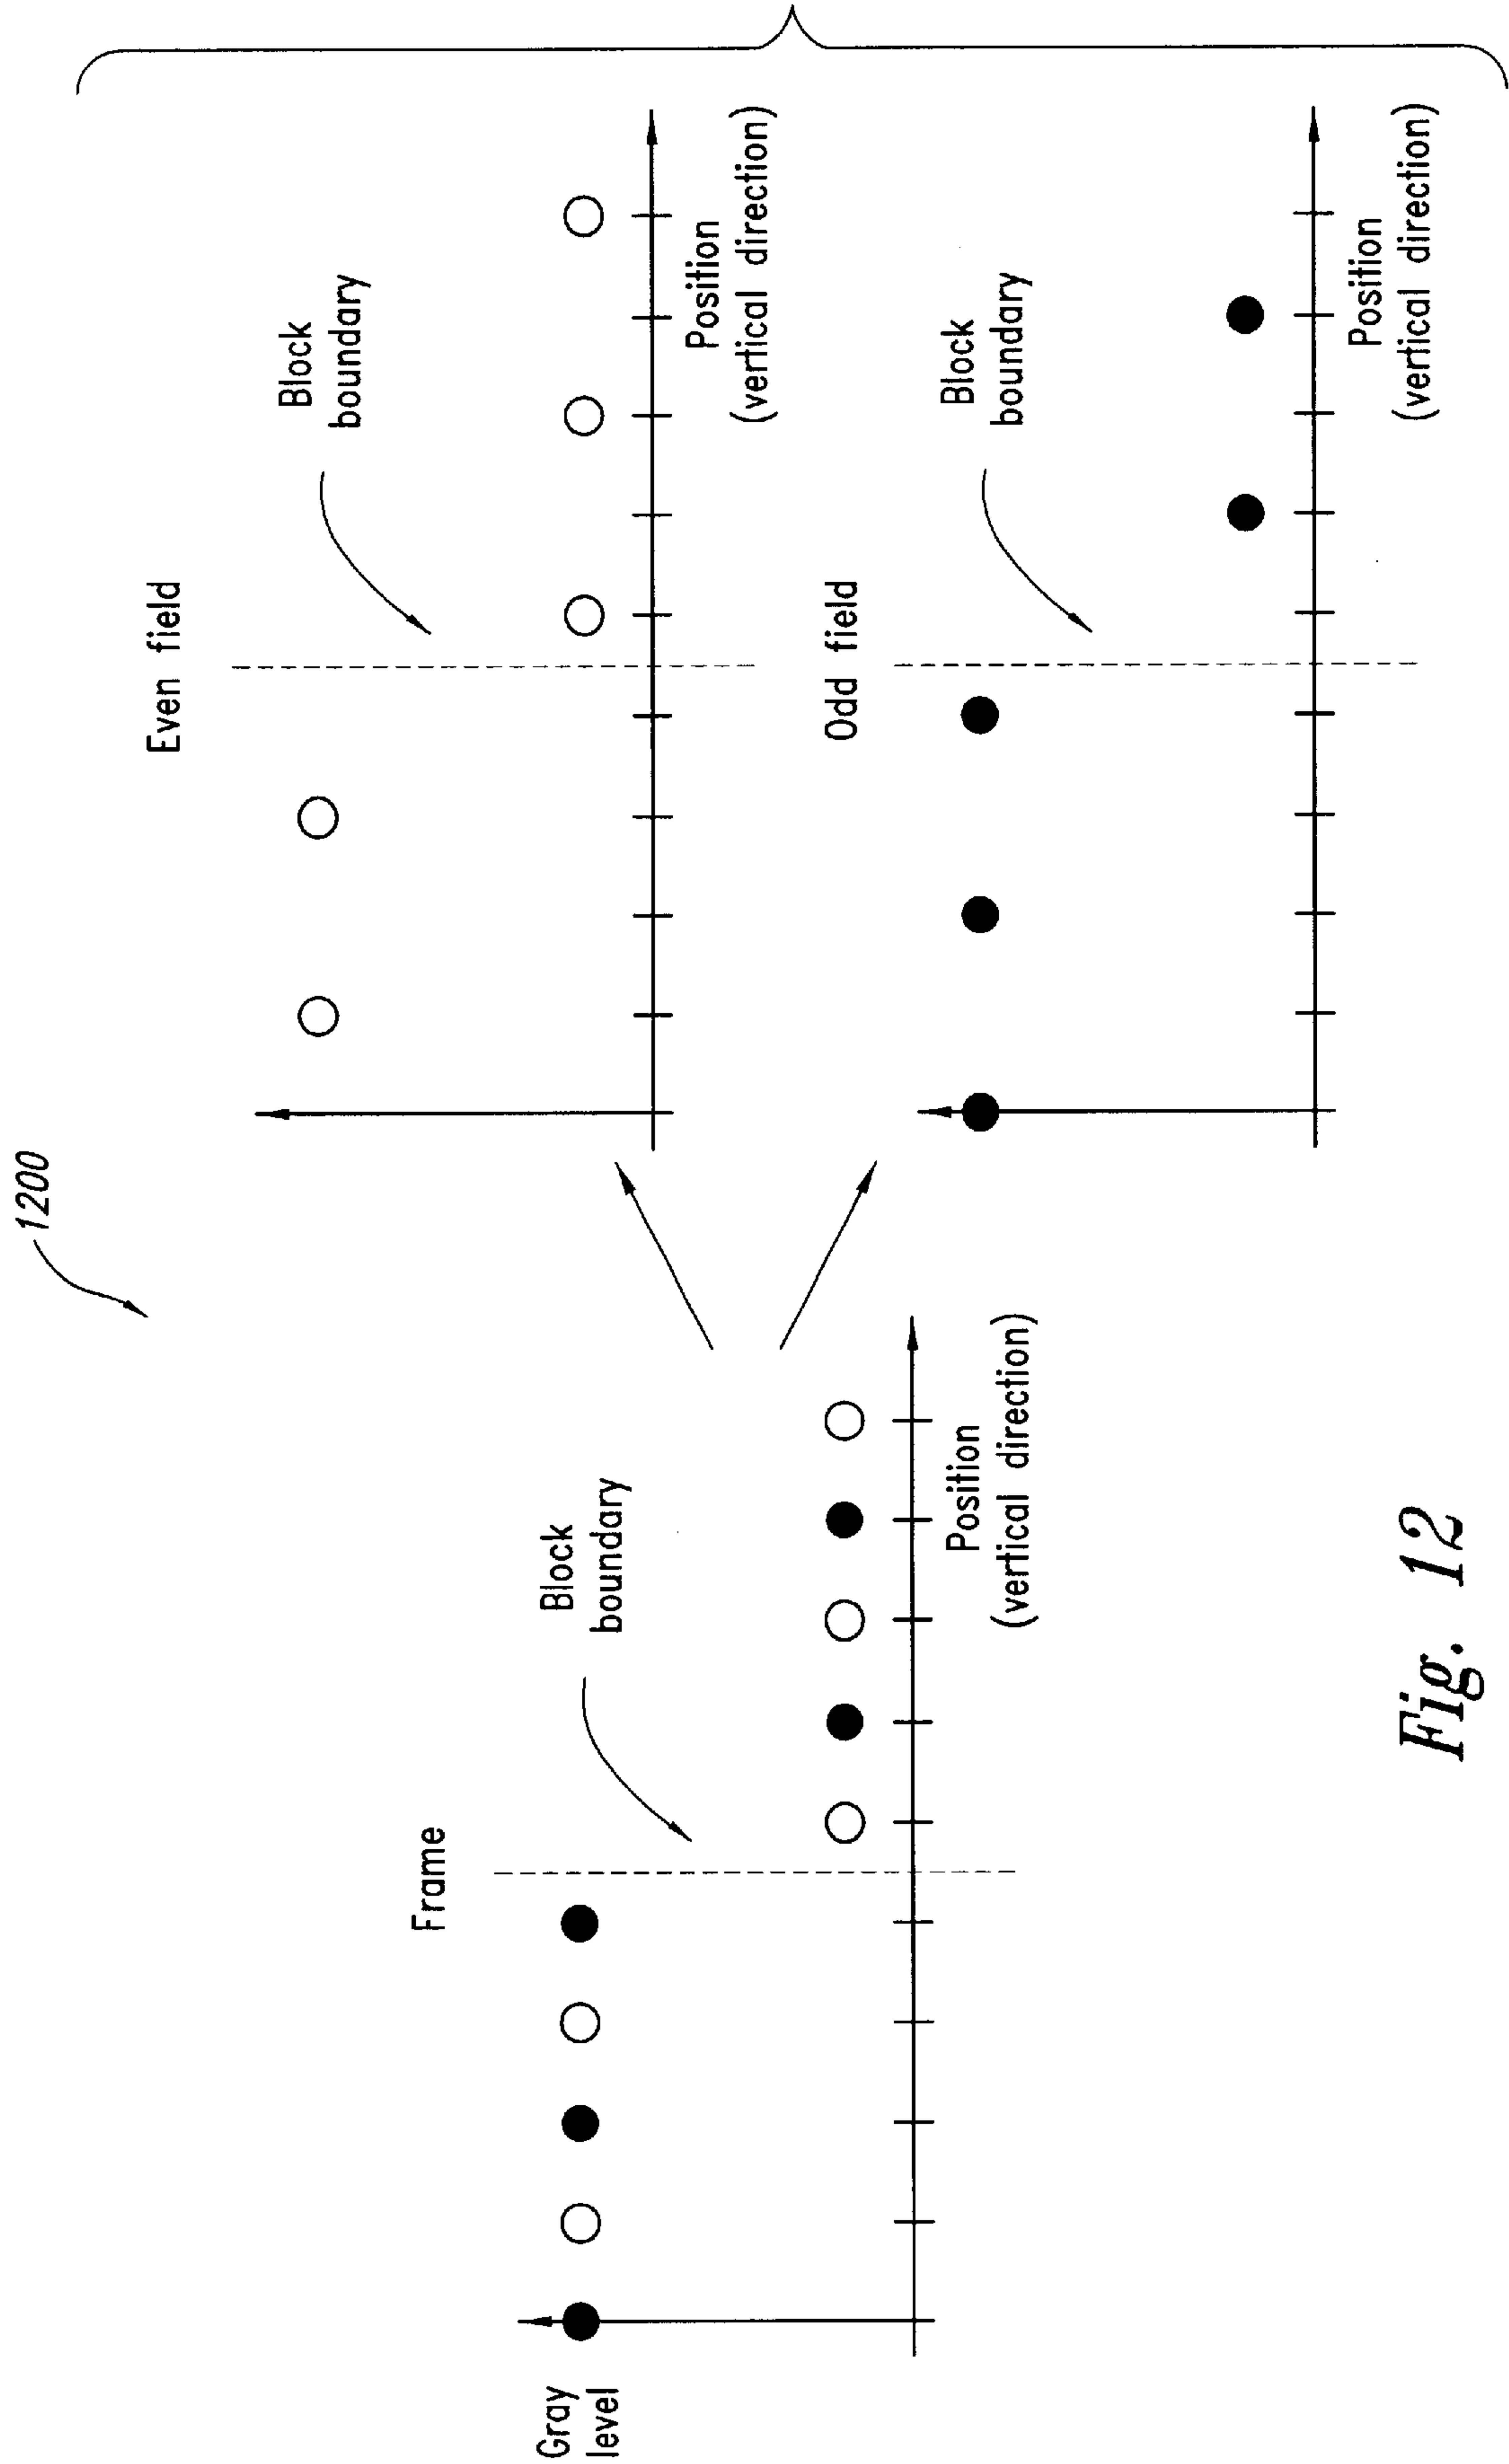 1200
Gray
level
Frame
Block
boundary
Position
(vertical direction)
Even field
Block
boundary
Position
(vertical direction)
Odd field
Block
boundary
Position
(vertical direction)
Fig. 12